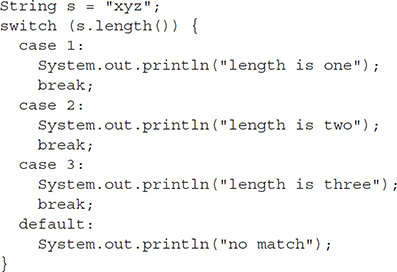 String s = "xyz";
switch (s.length()) {
  case 1:
    System.out.println("length is one");
    break;
  case 2:
    System.out.println("length is two");
    break;
  case 3:
    System.out.println("length is three");
    break;
  default:
    System.out.println("no match");
}